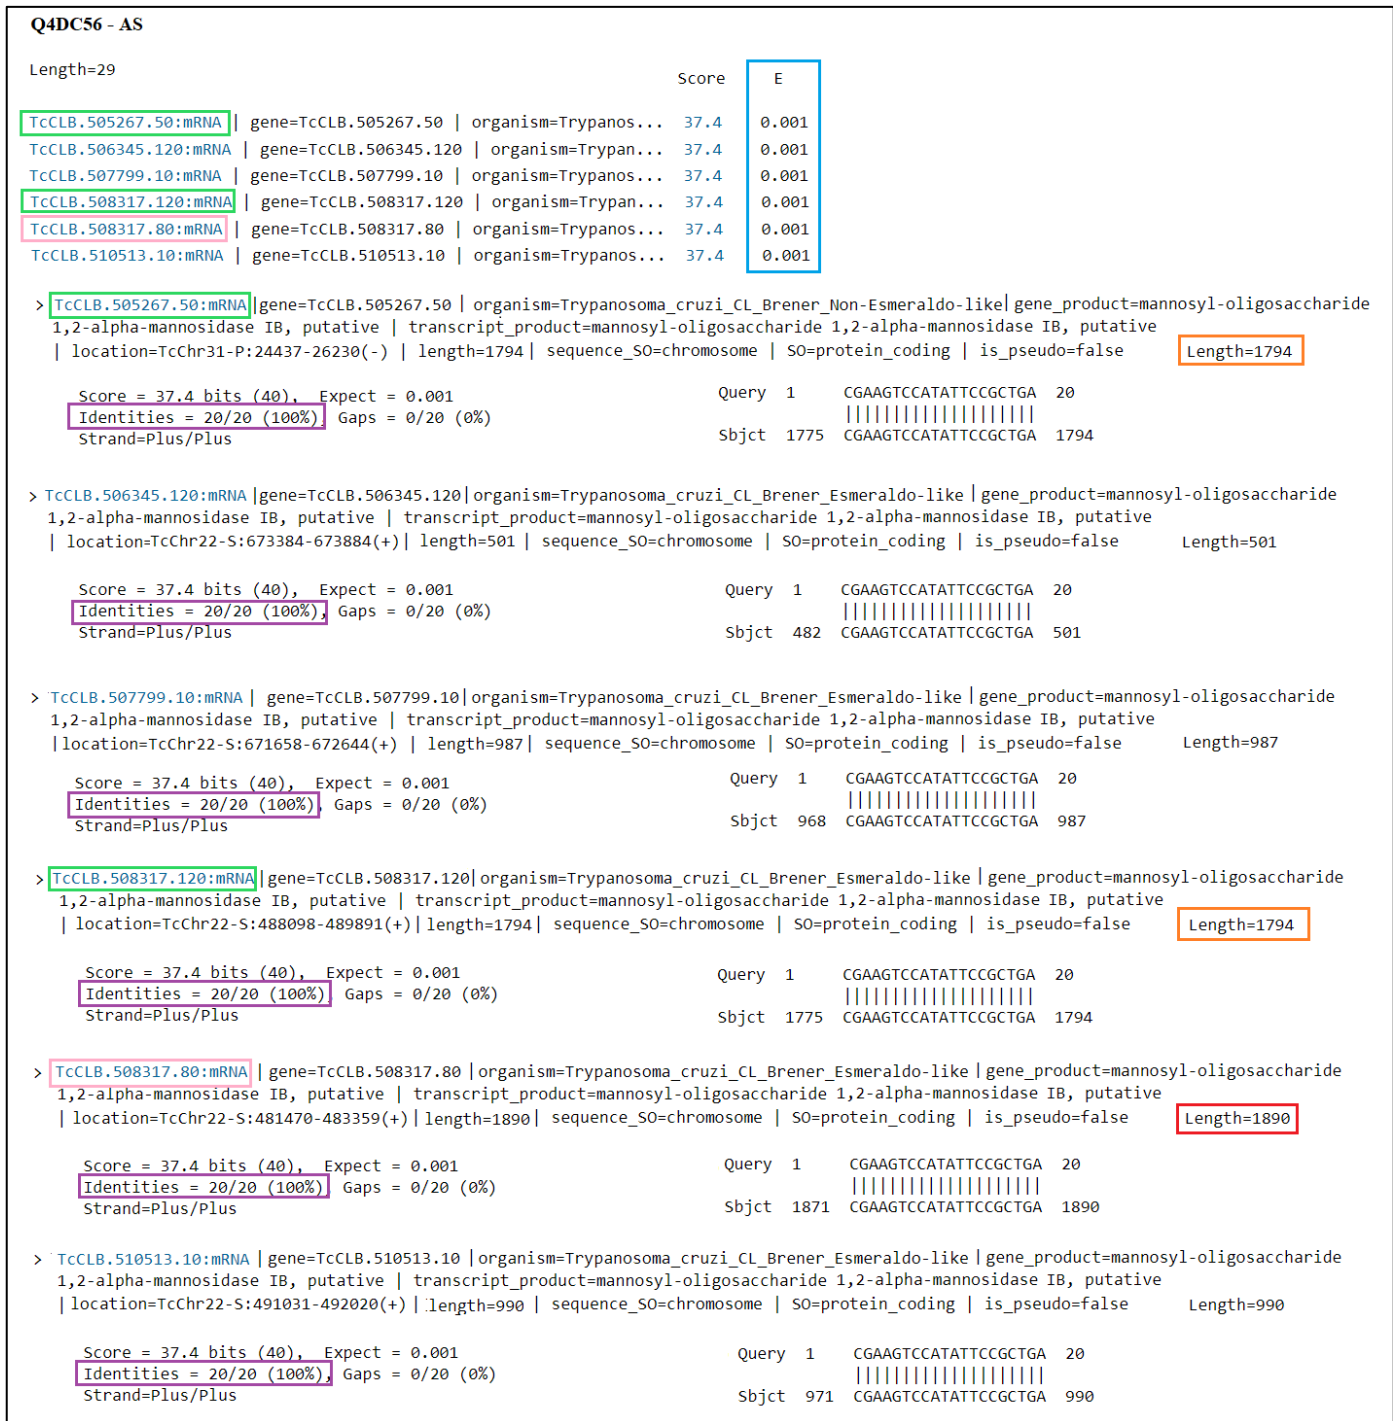 Q4DC56 - AS
Length=29
Score E
TcCLB.505267.50:mRNA | gene=TcCLB.505267.50 | organism=Trypanos... 37.4 0.001
TcCLB.506345.120:mRNA | gene=TcCLB.506345.120 | organism=Trypan... 37.4 0.001
TcCLB.507799.10:mRNA | gene=TcCLB.507799.10 | organism=Trypanos... 37.4 0.001
TcCLB.508317.120:mRNA | gene=TcCLB.508317.120 | organism=Trypan... 37.4 0.001
TcCLB.508317.80:mRNA | gene=TcCLB.508317.80 | organism=Trypanos... 37.4 0.001
TcCLB.510513.10:mRNA | gene=TcCLB.510513.10 | organism=Trypanos... 37.4 0.001
> TcCLB.505267.50:mRNA |gene=TcCLB.505267.50 | organism=Trypanosoma_cruzi_CL_Brener_Non-Esmeraldo-like| gene_product=mannosyl-oligosaccharide
1,2-alpha-mannosidase IB, putative | transcript_product=mannosyl-oligosaccharide 1,2-alpha-mannosidase IB, putative
| location=TcChr31-P:24437-26230(-) | length=1794 | sequence_SO=chromosome | SO=protein_coding | is_pseudo=false Length=1794
Score = 37.4 bits (40), Expect = 0.001
Identities = 20/20 (100%), Gaps = 0/20 (0%)
Strand=Plus/Plus
Query 1 CGAAGTCCATATTCCGCTGA 20
||||||||||||||||||||
Sbjct 1775 CGAAGTCCATATTCCGCTGA 1794
> TcCLB.506345.120:mRNA |gene=TcCLB.506345.120|organism=Trypanosoma_cruzi_CL_Brener_Esmeraldo-like | gene_product=mannosyl-oligosaccharide
1,2-alpha-mannosidase IB, putative | transcript_product=mannosyl-oligosaccharide 1,2-alpha-mannosidase IB, putative
| location=TcChr22-S:673384-673884(+)| length=501 | sequence_SO=chromosome | SO=protein_coding | is_pseudo=false Length=501
Score = 37.4 bits (40), Expect = 0.001
Identities = 20/20 (100%), Gaps = 0/20 (0%)
Strand=Plus/Plus
Query 1 CGAAGTCCATATTCCGCTGA 20
||||||||||||||||||||
Sbjct 482 CGAAGTCCATATTCCGCTGA 501
> TcCLB.507799.10:mRNA | gene=TcCLB.507799.10|organism=Trypanosoma_cruzi_CL_Brener_Esmeraldo-like | gene_product=mannosyl-oligosaccharide
1,2-alpha-mannosidase IB, putative | transcript_product=mannosyl-oligosaccharide 1,2-alpha-mannosidase IB, putative
|location=TcChr22-S:671658-672644(+) | length=987| sequence_SO=chromosome | SO=protein_coding | is_pseudo=false Length=987
Score = 37.4 bits (40), Expect = 0.001
Identities = 20/20 (100%), Gaps = 0/20 (0%)
Strand=Plus/Plus
Query 1 CGAAGTCCATATTCCGCTGA 20
||||||||||||||||||||
Sbjct 968 CGAAGTCCATATTCCGCTGA 987
> TcCLB.508317.120:mRNA |gene=TcCLB.508317.120|organism=Trypanosoma_cruzi_CL_Brener_Esmeraldo-like | gene_product=mannosyl-oligosaccharide
1,2-alpha-mannosidase IB, putative | transcript_product=mannosyl-oligosaccharide 1,2-alpha-mannosidase IB, putative
| location=TcChr22-S:488098-489891(+)|length=1794| sequence_SO=chromosome | SO=protein_coding | is_pseudo=false Length=1794
Score = 37.4 bits (40), Expect = 0.001
Identities = 20/20 (100%), Gaps = 0/20 (0%)
Strand=Plus/Plus
Query 1 CGAAGTCCATATTCCGCTGA 20
||||||||||||||||||||
Sbjct 1775 CGAAGTCCATATTCCGCTGA 1794
> TcCLB.508317.80:mRNA | gene=TcCLB.508317.80 |organism=Trypanosoma_cruzi_CL_Brener_Esmeraldo-like | gene_product=mannosyl-oligosaccharide
1,2-alpha-mannosidase IB, putative | transcript_product=mannosyl-oligosaccharide 1,2-alpha-mannosidase IB, putative
| location=TcChr22-S:481470-483359(+)|length=1890| sequence_SO=chromosome | SO=protein_coding | is_pseudo=false Length=1890
Score = 37.4 bits (40), Expect = 0.001
Identities = 20/20 (100%), Gaps = 0/20 (0%)
Strand=Plus/Plus
Query 1 CGAAGTCCATATTCCGCTGA 20
||||||||||||||||||||
Sbjct 1871 CGAAGTCCATATTCCGCTGA 1890
> TcCLB.510513.10:mRNA |gene=TcCLB.510513.10 |organism=Trypanosoma_cruzi_CL_Brener_Esmeraldo-like | gene_product=mannosyl-oligosaccharide
1,2-alpha-mannosidase IB, putative | transcript_product=mannosyl-oligosaccharide 1,2-alpha-mannosidase IB, putative
|location=TcChr22-S:491031-492020(+)|length=990 | sequence_SO=chromosome | SO=protein_coding | is_pseudo=false Length=990
Score = 37.4 bits (40), Expect = 0.001
Identities = 20/20 (100%), Gaps = 0/20 (0%)
Strand=Plus/Plus
Query 1 CGAAGTCCATATTCCGCTGA 20
||||||||||||||||||||
Sbjct 971 CGAAGTCCATATTCCGCTGA 990